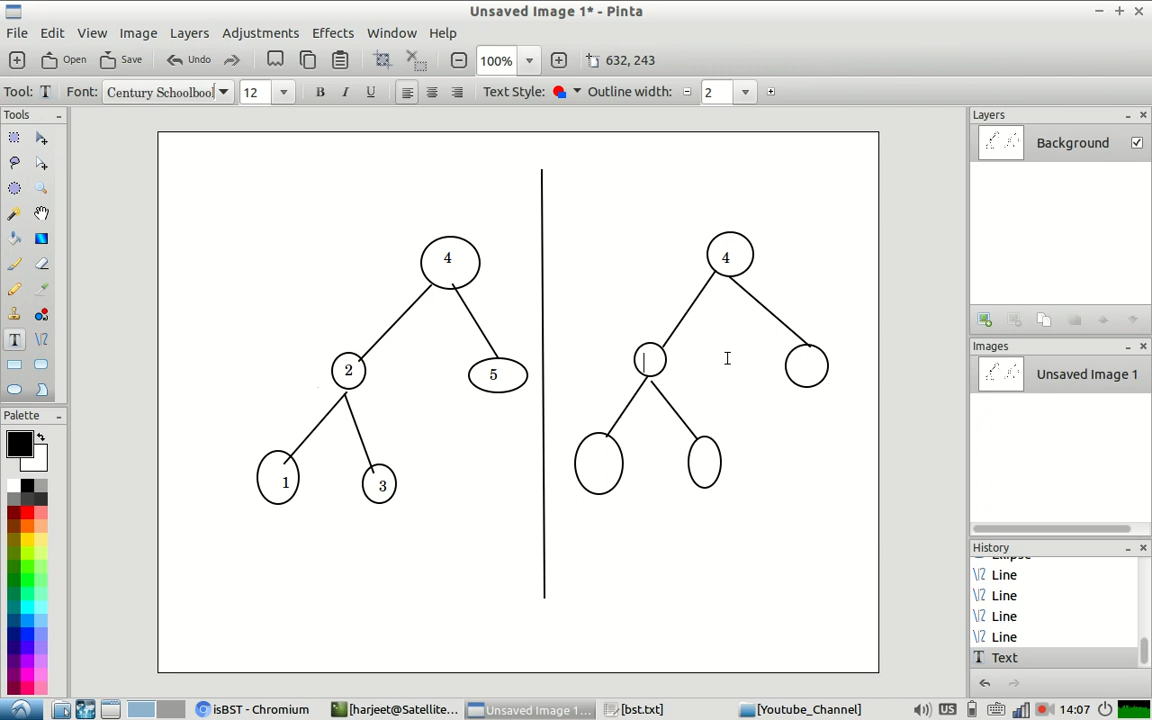 Unsaved Image 1* - Pinta
File Edit View Image Layers Adjustments Effects Window Help
Open Save Undo 100% 632, 243
Tool: T Font: Century Schoolbool 12 B I U Text Style: Outline width: 2
Tools
Palette
4
2
5
1
3
4
Layers
Background
Images
Unsaved Image 1
History
Line
Line
Line
Line
Text
isBST - Chromium [harjeet@Satellite... Unsaved Image 1... [bst.txt] [Youtube_Channel] US 14:07